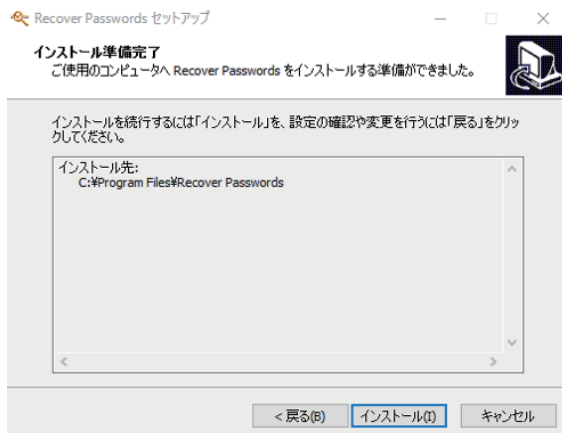 Recover Passwords セットアップ
インストール準備完了
ご使用のコンピュータへ Recover Passwords をインストールする準備ができました。
インストールを続行するには「インストール」を、設定の確認や変更を行うには「戻る」をクリッ
クしてください。
インストール先:
C:¥Program Files¥Recover Passwords
< 戻る(B)
インストール(I)
キャンセル